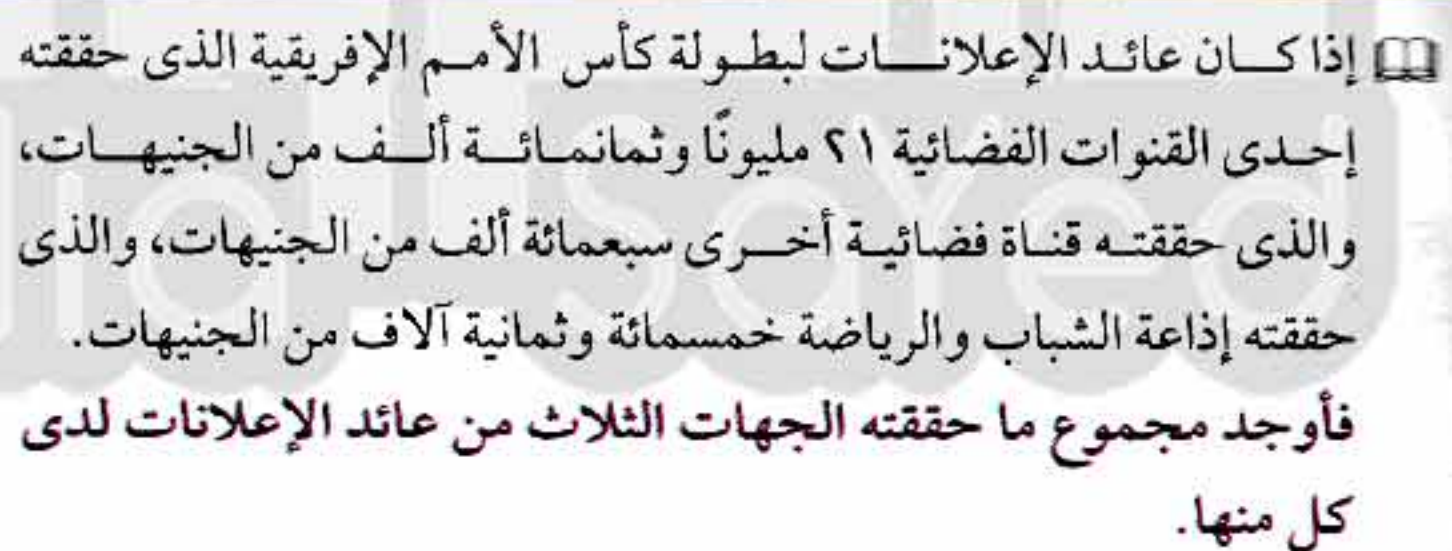 إذا كان عائد الإعلانات لبطولة كأس الأمم الإفريقية الذى حققته
إحدى القنوات الفضائية ٢١ مليونًا وثمانمائة ألف من الجنيهات،
والذى حققته قناة فضائية أخرى سبعمائة ألف من الجنيهات، والذى
حققته إذاعة الشباب والرياضة خمسمائة وثمانية آلاف من الجنيهات.
فأوجد مجموع ما حققته الجهات الثلاث من عائد الإعلانات لدى
كل منها.
Sayed